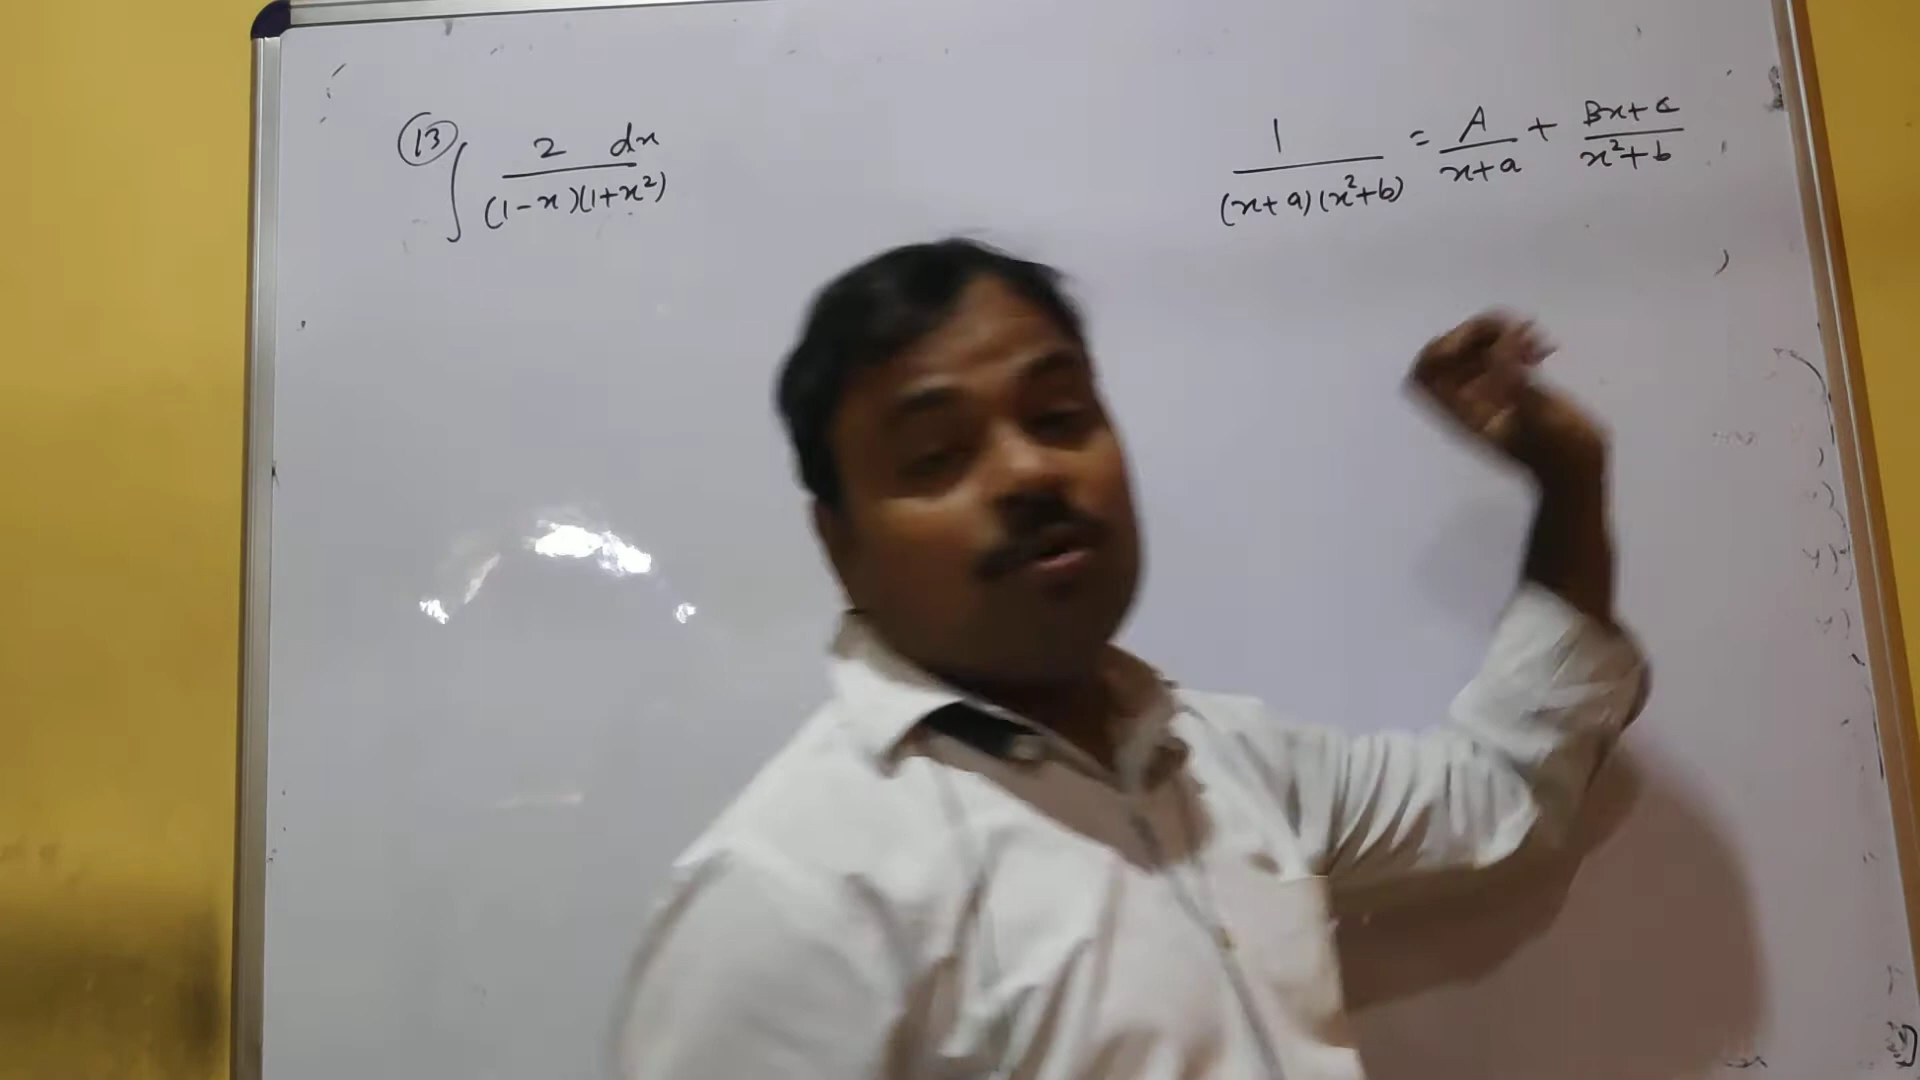 (13) ∫ 2 dx / (1-x)(1+x²)
1 / (x+a)(x²+b) = A / x+a + Bx+c / x²+b